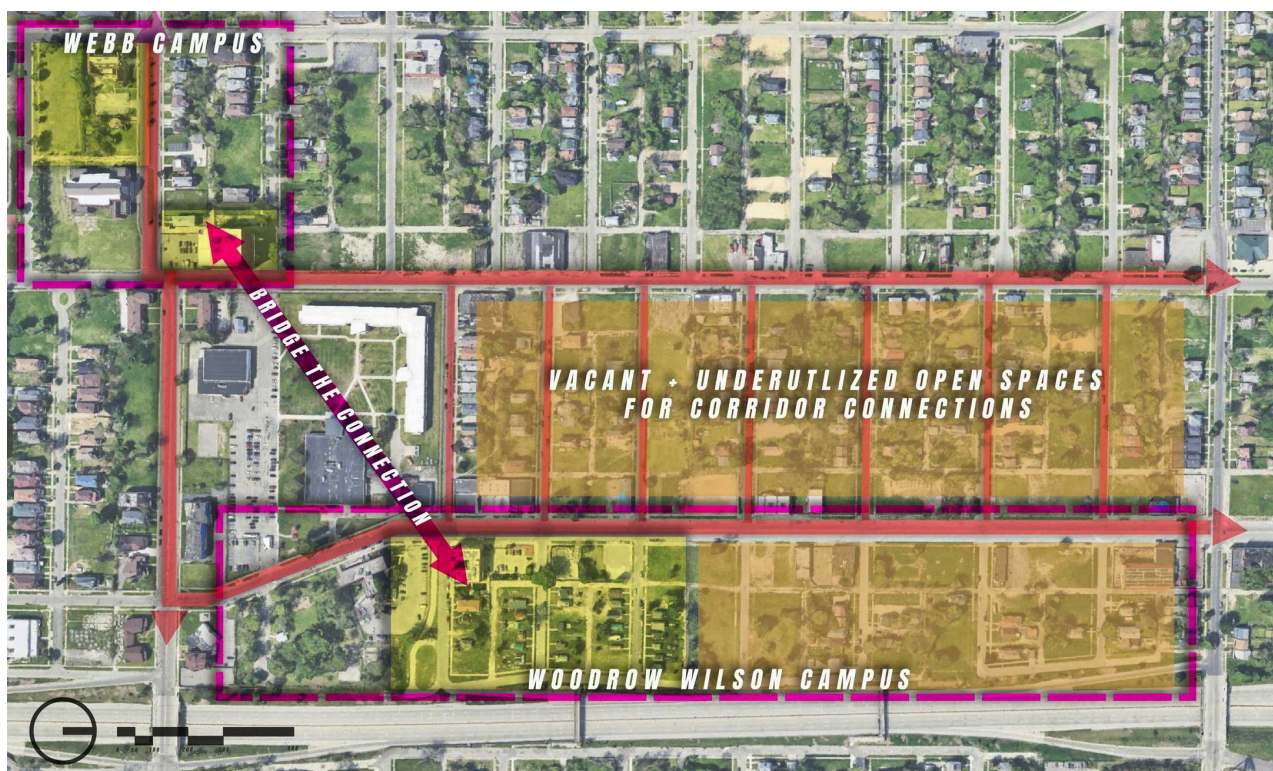 WEBB CAMPUS
BRIDGE THE CONNECTION
VACANT + UNDERUTLIZED OPEN SPACES
FOR CORRIDOR CONNECTIONS
WOODROW WILSON CAMPUS